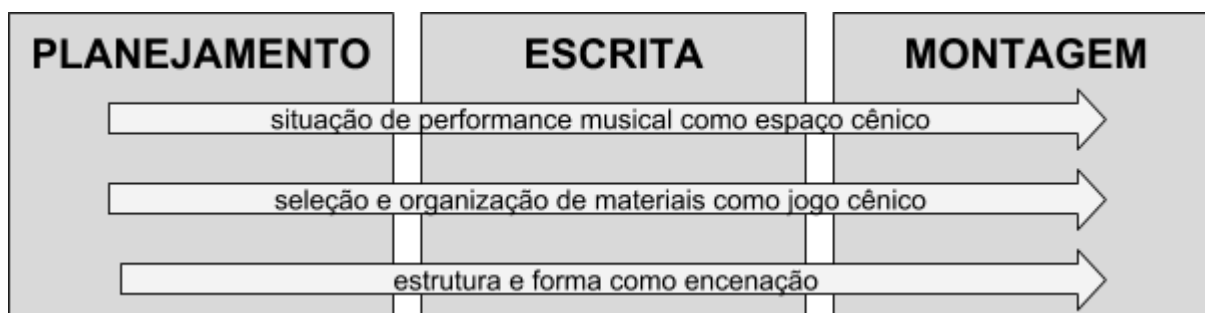 PLANEJAMENTO
ESCRITA
MONTAGEM
situação de performance musical como espaço cênico
seleção e organização de materiais como jogo cênico
estrutura e forma como encenação